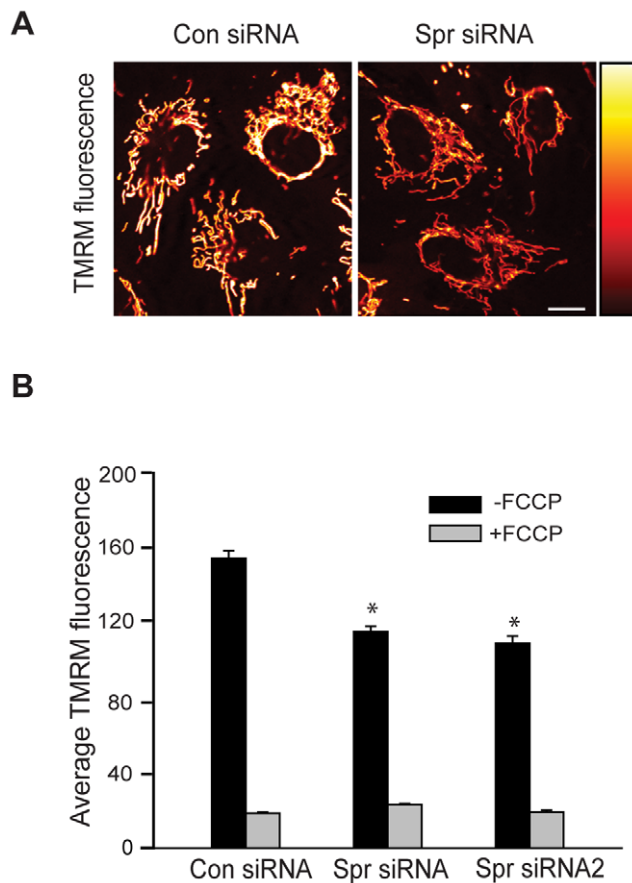 A
Con siRNA
Spr siRNA
TMRM fluorescence
B
Average TMRM fluorescence
200
160
120
80
40
0
-FCCP
+FCCP
*
*
Con siRNA
Spr siRNA
Spr siRNA2